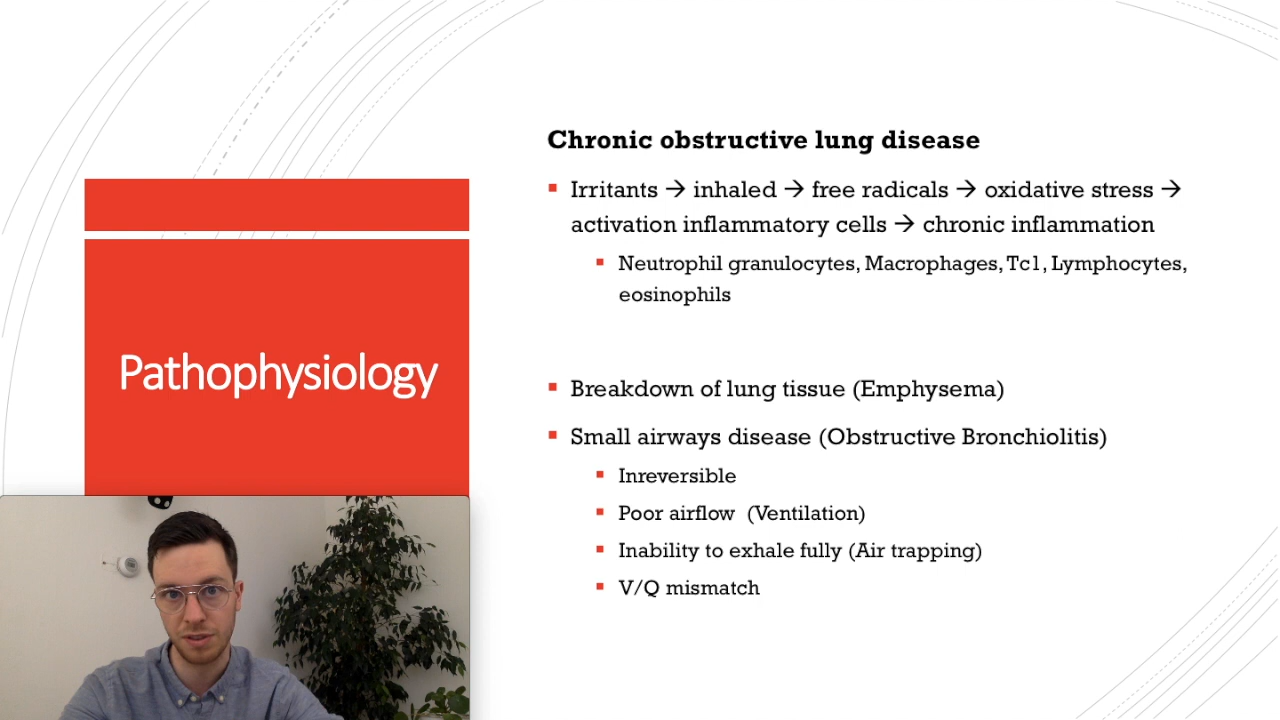 Chronic obstructive lung disease
Irritants → inhaled → free radicals → oxidative stress →
activation inflammatory cells → chronic inflammation
Neutrophil granulocytes, Macrophages, Tc1, Lymphocytes,
eosinophils
Pathophysiology
Breakdown of lung tissue (Emphysema)
Small airways disease (Obstructive Bronchiolitis)
Inreversible
Poor airflow (Ventilation)
Inability to exhale fully (Air trapping)
V/Q mismatch